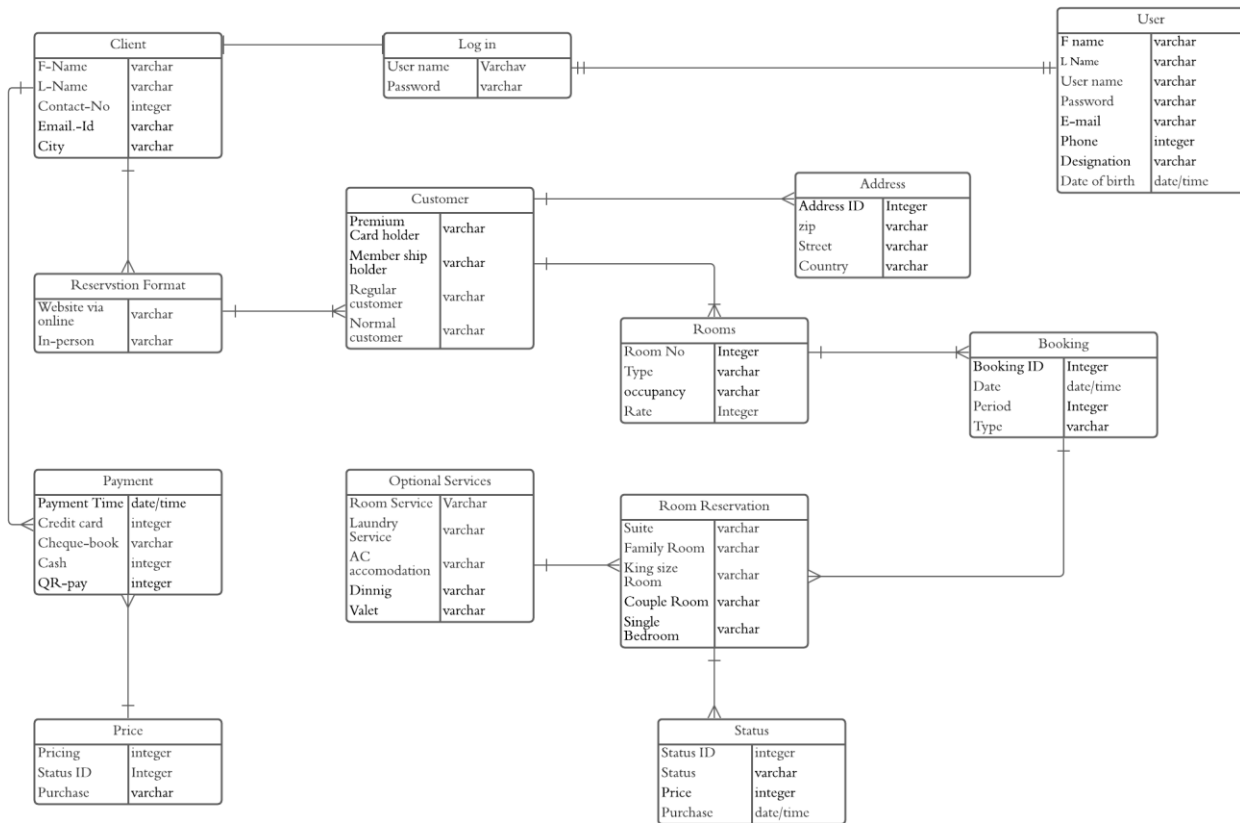 Client
F-Name varchar
L-Name varchar
Contact-No integer
Email.-Id varchar
City varchar
Log in
User name Varchav
Password varchar
User
F name varchar
L Name varchar
User name varchar
Password varchar
E-mail varchar
Phone integer
Designation varchar
Date of birth date/time
Customer
Premium
Card holder varchar
Member ship
holder varchar
Regular
customer varchar
Normal
customer varchar
Address
Address ID Integer
zip varchar
Street varchar
Country varchar
Reservstion Format
Website via
online varchar
In-person varchar
Rooms
Room No Integer
Type varchar
occupancy varchar
Rate Integer
Booking
Booking ID Integer
Date date/time
Period Integer
Type varchar
Payment
Payment Time date/time
Credit card integer
Cheque-book varchar
Cash integer
QR-pay integer
Optional Services
Room Service Varchar
Laundry
Service varchar
AC
accomodation varchar
Dinnig varchar
Valet varchar
Room Reservation
Suite varchar
Family Room varchar
King size
Room varchar
Couple Room varchar
Single
Bedroom varchar
Price
Pricing integer
Status ID Integer
Purchase varchar
Status
Status ID integer
Status varchar
Price integer
Purchase date/time